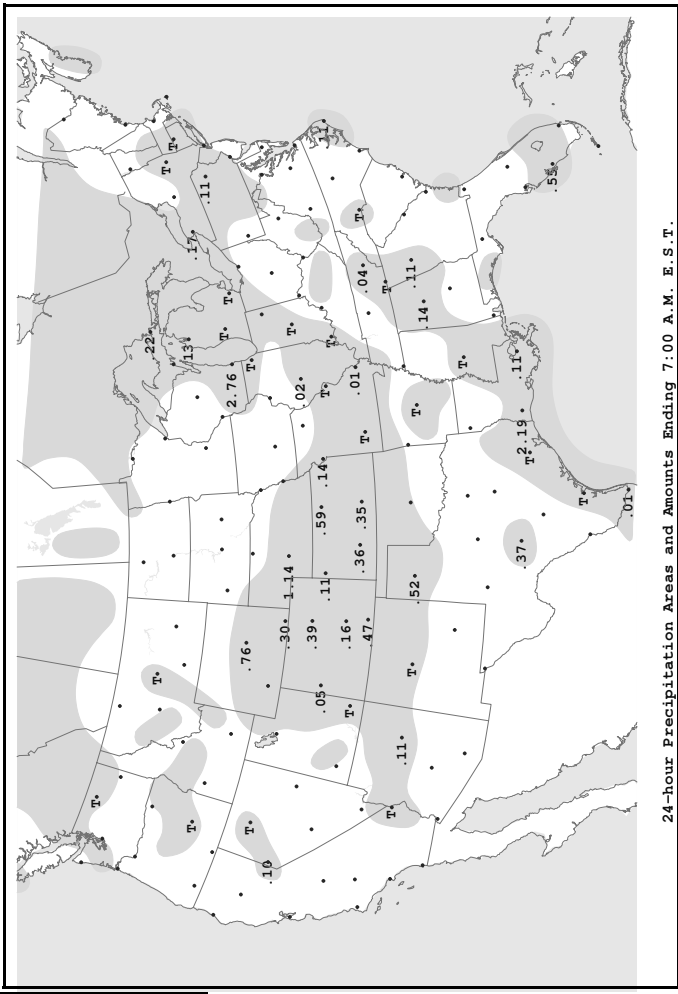 T
.22
T
T
T
.13
T
.17
.11
T
T
2.76
.76
T
T
.10
.30
1.14
T
.02
.39
.59
.05
.14
.11
.11
T
T
.16
T
.01
T
.36
.35
.04
T
.47
T
T
.11
.11
T
.52
T
.14
T
.11
.37
2.19
T
.55
T
.01
24-hour Precipitation Areas and Amounts Ending 7:00 A.M. E.S.T.